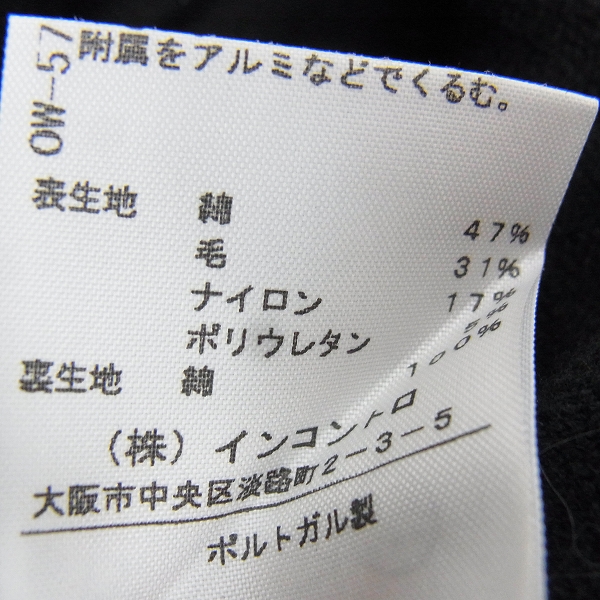 附属をアルミなどでくるむ。
OW-57
表生地 綿 47%
毛 31%
ナイロン 17%
ポリウレタン 5%
裏生地 綿 100%
(株)インコントロ
大阪市中央区淡路町2-3-5
ポルトガル製